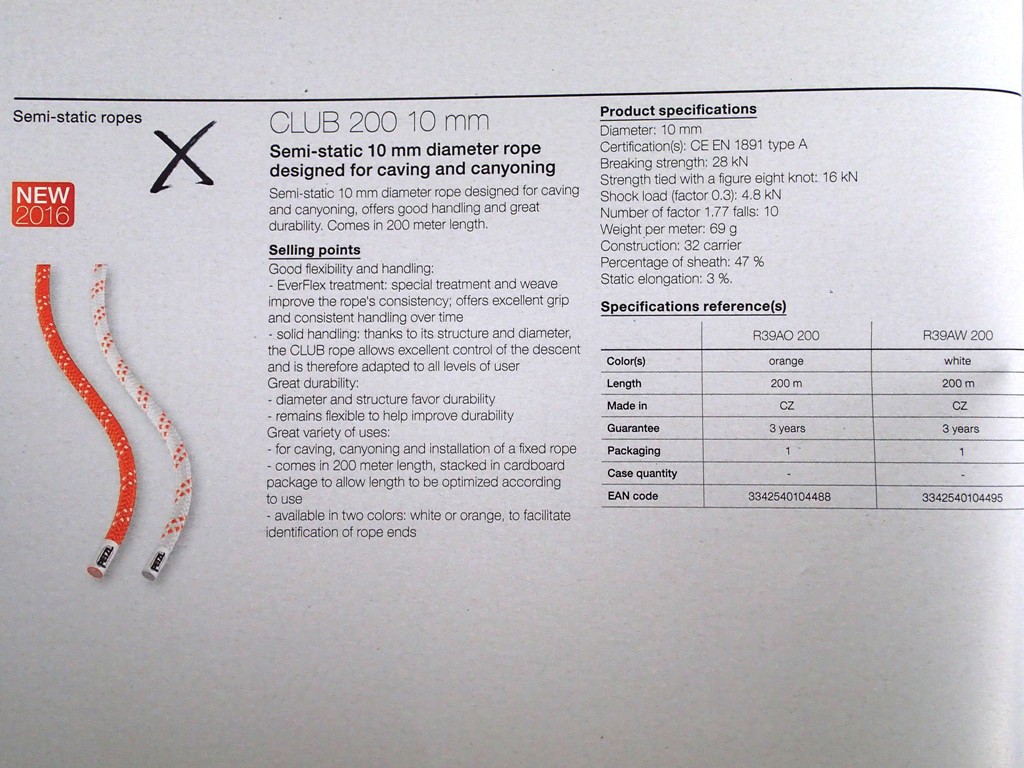 Semi-static ropes
X
NEW
2016
PETZL
PETZL
CLUB 200 10 mm
Semi-static 10 mm diameter rope
designed for caving and canyoning
Semi-static 10 mm diameter rope designed for caving
and canyoning, offers good handling and great
durability. Comes in 200 meter length.
Selling points
Good flexibility and handling:
- EverFlex treatment: special treatment and weave
improve the rope's consistency; offers excellent grip
and consistent handling over time
- solid handling: thanks to its structure and diameter,
the CLUB rope allows excellent control of the descent
and is therefore adapted to all levels of user
Great durability:
- diameter and structure favor durability
- remains flexible to help improve durability
Great variety of uses:
- for caving, canyoning and installation of a fixed rope
- comes in 200 meter length, stacked in cardboard
package to allow length to be optimized according
to use
- available in two colors: white or orange, to facilitate
identification of rope ends
Product specifications
Diameter: 10 mm
Certification(s): CE EN 1891 type A
Breaking strength: 28 kN
Strength tied with a figure eight knot: 16 kN
Shock load (factor 0.3): 4.8 kN
Number of factor 1.77 falls: 10
Weight per meter: 69 g
Construction: 32 carrier
Percentage of sheath: 47 %
Static elongation: 3 %.
Specifications reference(s)
R39AO 200 R39AW 200
Color(s) orange white
Length 200 m 200 m
Made in CZ CZ
Guarantee 3 years 3 years
Packaging 1 1
Case quantity - -
EAN code 3342540104488 3342540104495